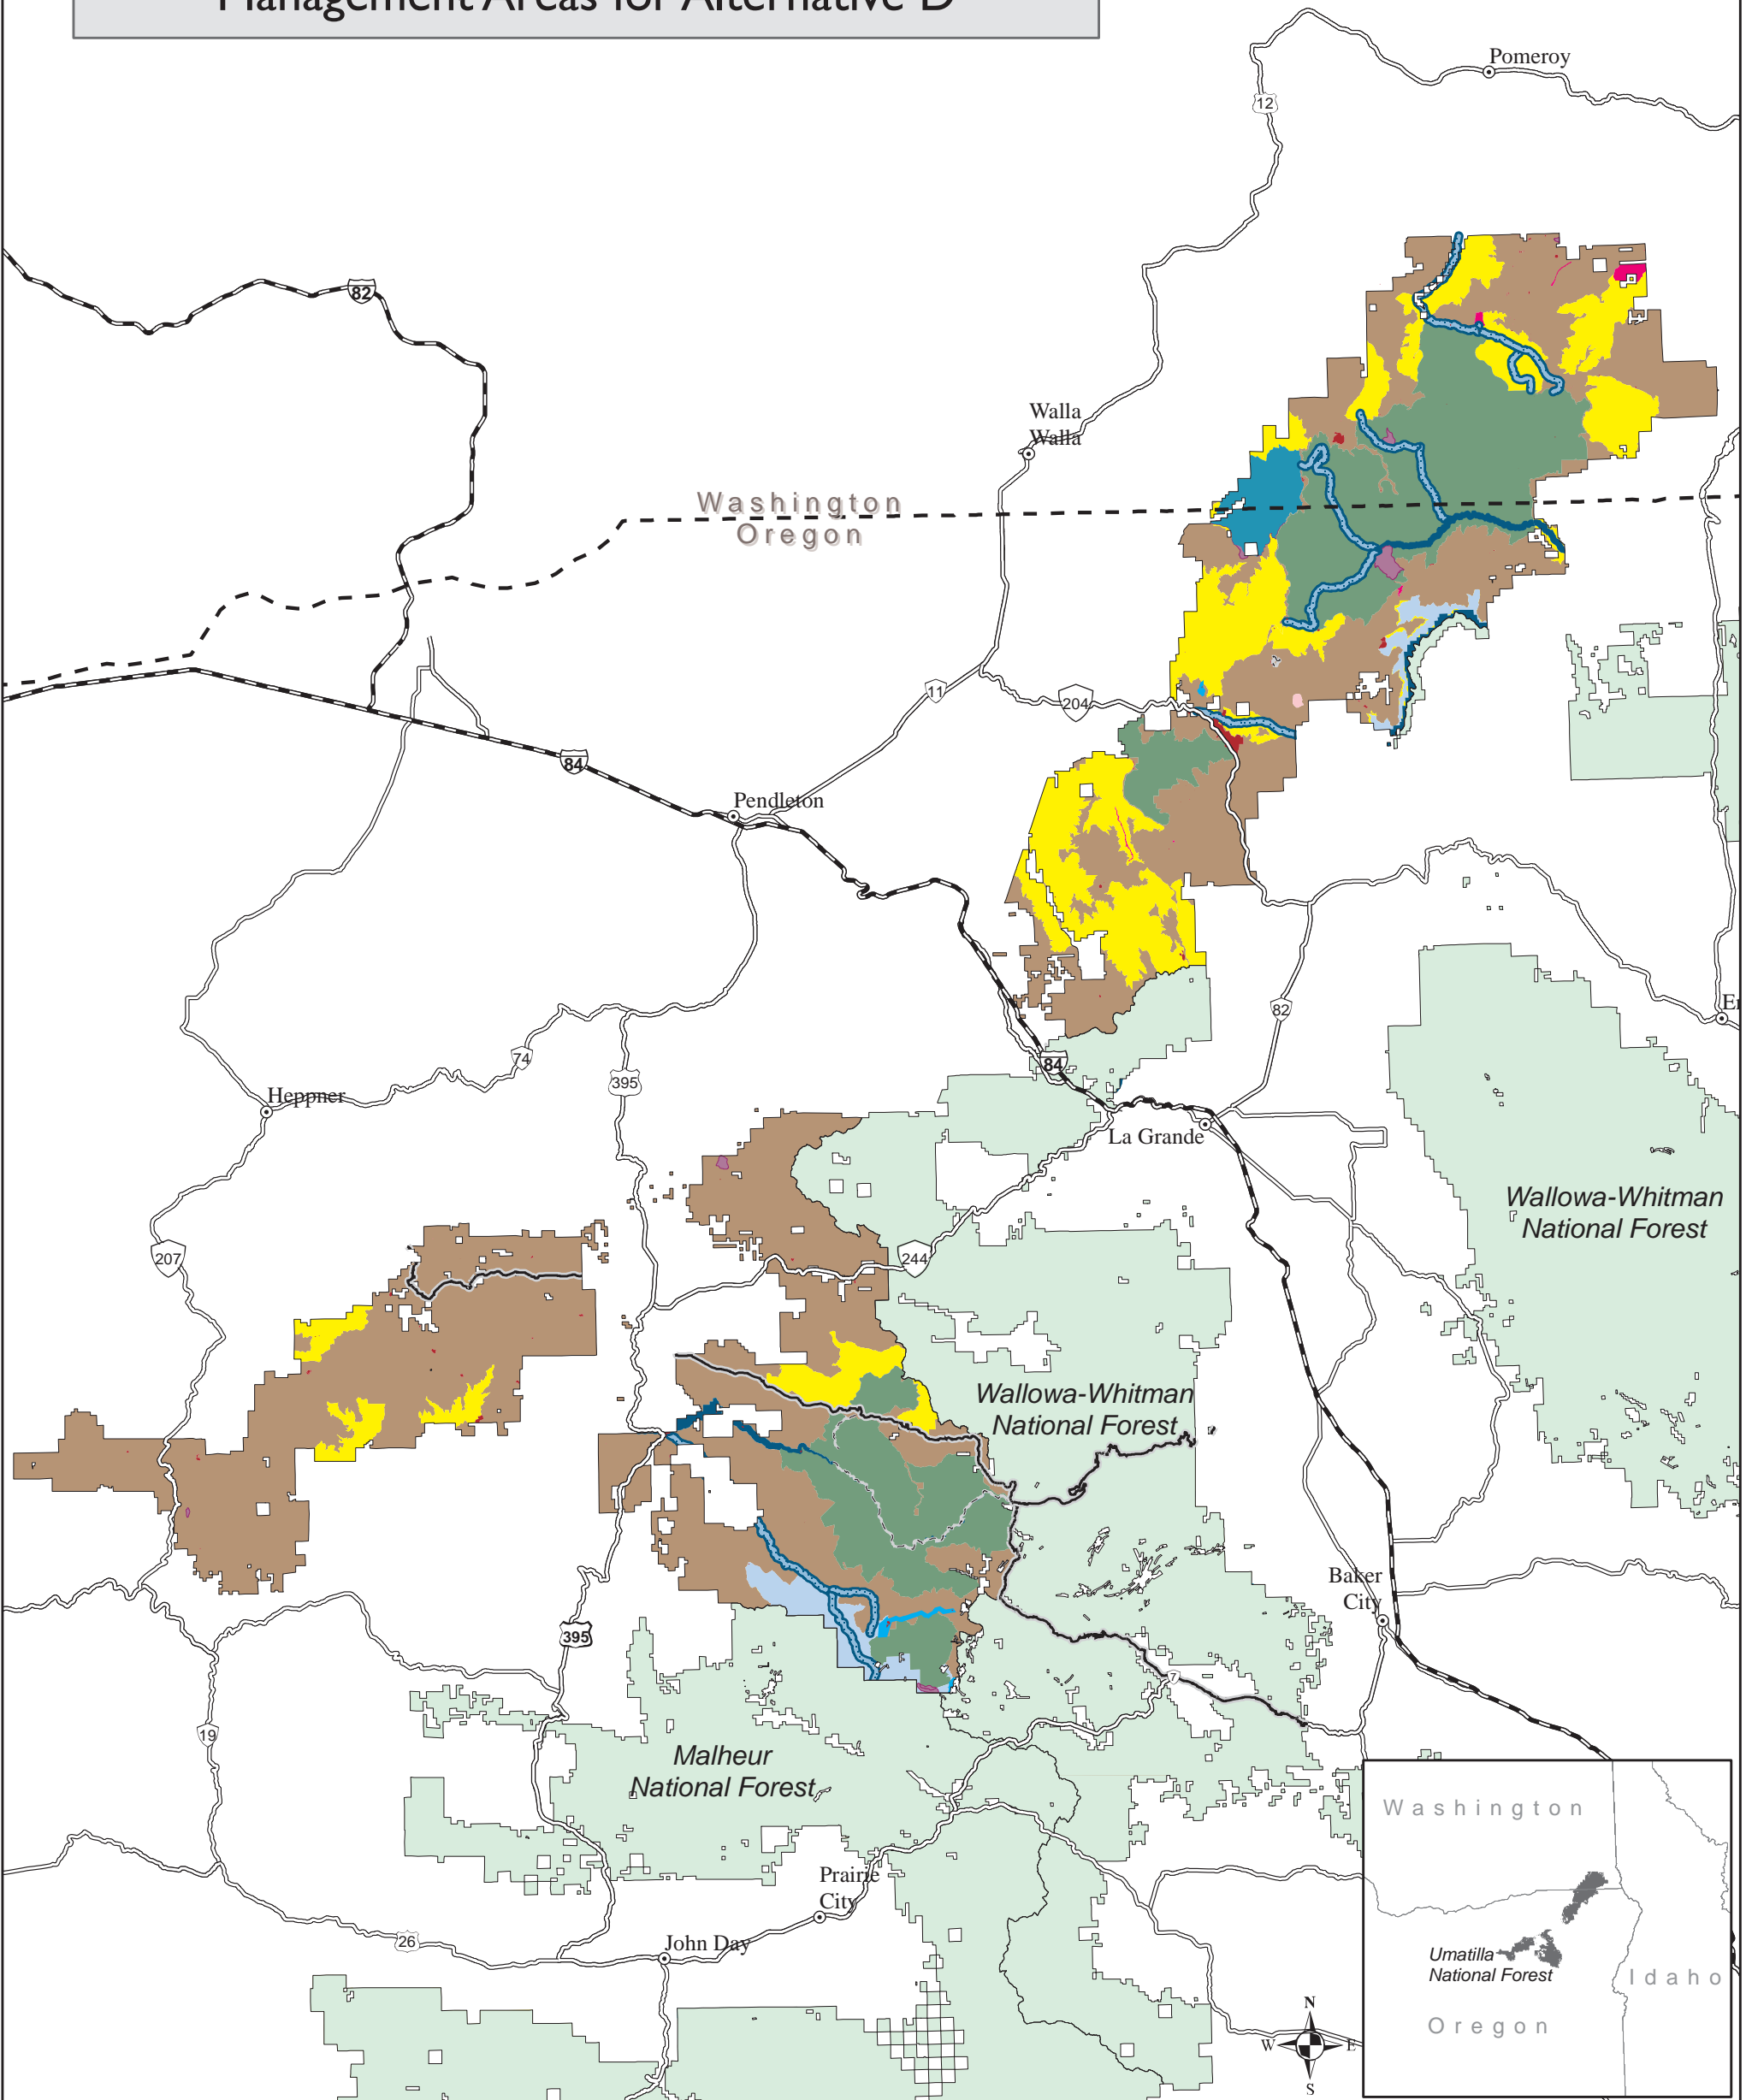 Management Areas for Alternative D
Pomeroy
12
82
Walla
Walla
Washington
Oregon
11
204
84
Pendleton
82
74
84
395
Heppner
La Grande
Wallowa-Whitman
National Forest
207
244
Wallowa-Whitman
National Forest
Baker
City
395
7
19
Malheur
National Forest
Washington
Prairie
City
26
John Day
Umatilla
National Forest
Idaho
Oregon
N
W
E
S